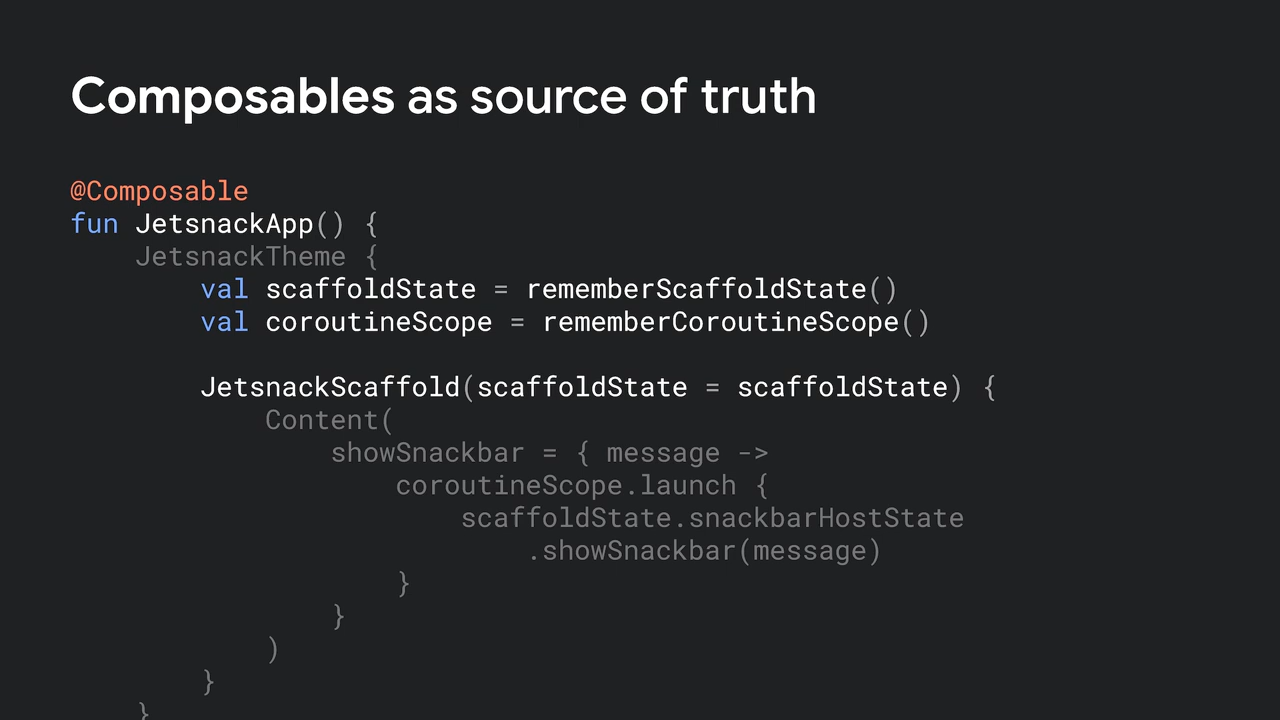 Composables as source of truth
@Composable
fun JetsnackApp() {
    JetsnackTheme {
        val scaffoldState = rememberScaffoldState()
        val coroutineScope = rememberCoroutineScope()
        JetsnackScaffold(scaffoldState = scaffoldState) {
            Content(
                showSnackbar = { message ->
                    coroutineScope.launch {
                        scaffoldState.snackbarHostState
                            .showSnackbar(message)
                    }
                }
            )
        }
    }